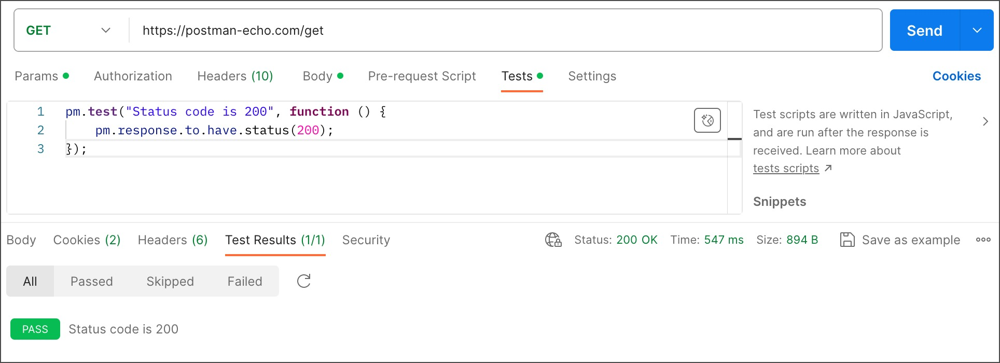 GET https://postman-echo.com/get Send
Params Authorization Headers (10) Body Pre-request Script Tests Settings Cookies
1 pm.test("Status code is 200", function () {
2 pm.response.to.have.status(200);
3 });
Test scripts are written in JavaScript,
and are run after the response is
received. Learn more about
tests scripts ↗
Snippets
Body Cookies (2) Headers (6) Test Results (1/1) Security Status: 200 OK Time: 547 ms Size: 894 B Save as example
All Passed Skipped Failed
PASS Status code is 200